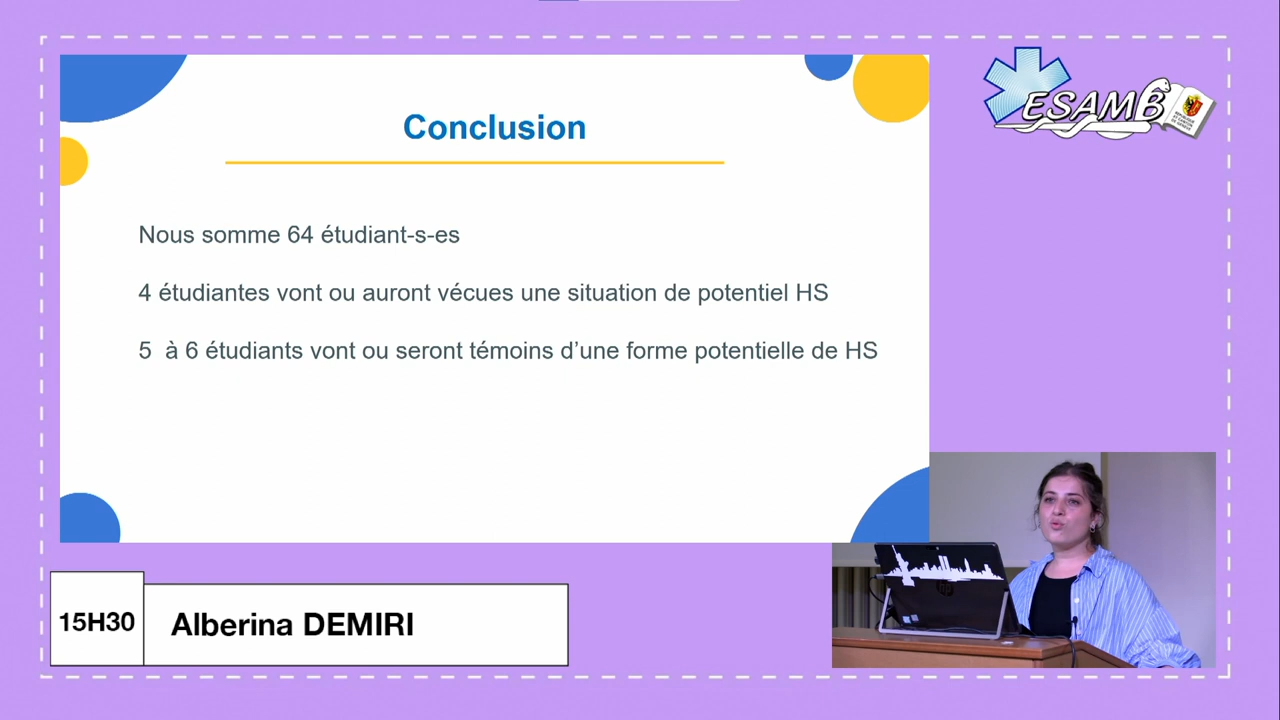 Conclusion
ESAMB
Nous somme 64 étudiant-s-es
4 étudiantes vont ou auront vécues une situation de potentiel HS
5 à 6 étudiants vont ou seront témoins d’une forme potentielle de HS
15H30
Alberina DEMIRI